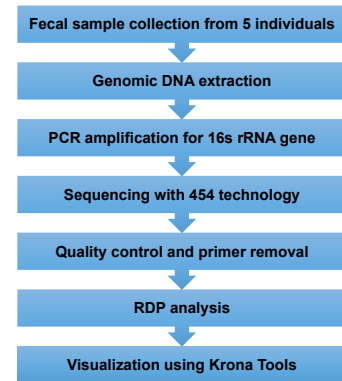 Fecal sample collection from 5 individuals
Genomic DNA extraction
PCR amplification for 16s rRNA gene
Sequencing with 454 technology
Quality control and primer removal
RDP analysis
Visualization using Krona Tools